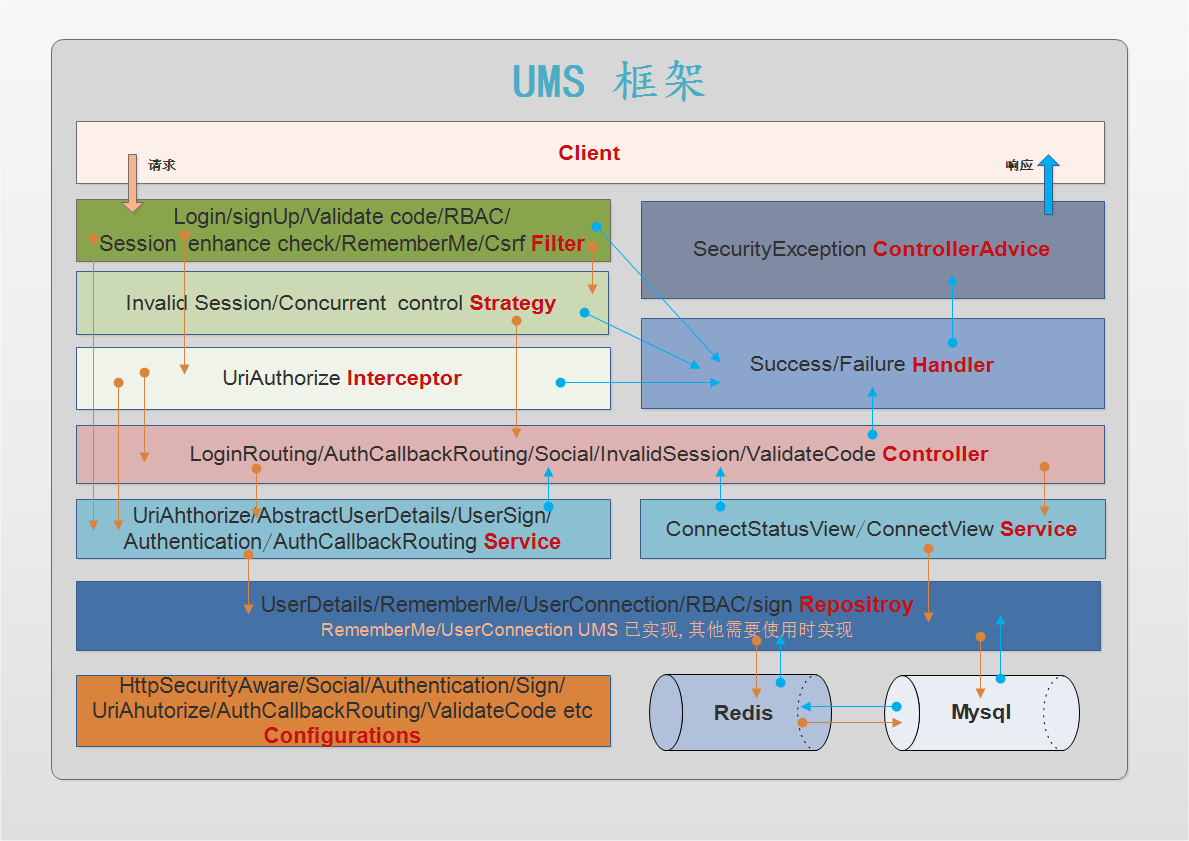 UMS 框架
Client
请求
响应
Login/signUp/Validate code/RBAC/
Session enhance check/RememberMe/Csrf Filter
SecurityException ControllerAdvice
Invalid Session/Concurrent control Strategy
Success/Failure Handler
UriAuthorize Interceptor
LoginRouting/AuthCallbackRouting/Social/InvalidSession/ValidateCode Controller
UriAhthorize/AbstractUserDetails/UserSign/
Authentication/AuthCallbackRouting Service
ConnectStatusView/ConnectView Service
UserDetails/RememberMe/UserConnection/RBAC/sign Repositroy
RememberMe/UserConnection UMS 已实现, 其他需要使用时实现
HttpSecurityAware/Social/Authentication/Sign/
UriAhutorize/AuthCallbackRouting/ValidateCode etc
Configurations
Redis
Mysql